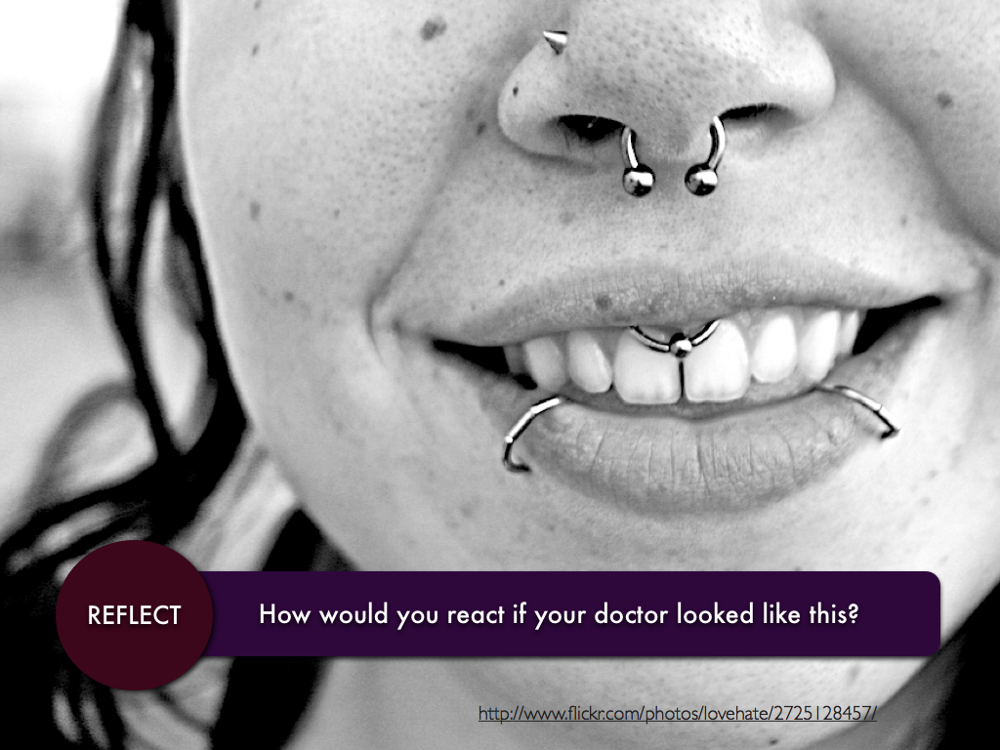 REFLECT
How would you react if your doctor looked like this?
http://www.flickr.com/photos/lovehate/2725128457/